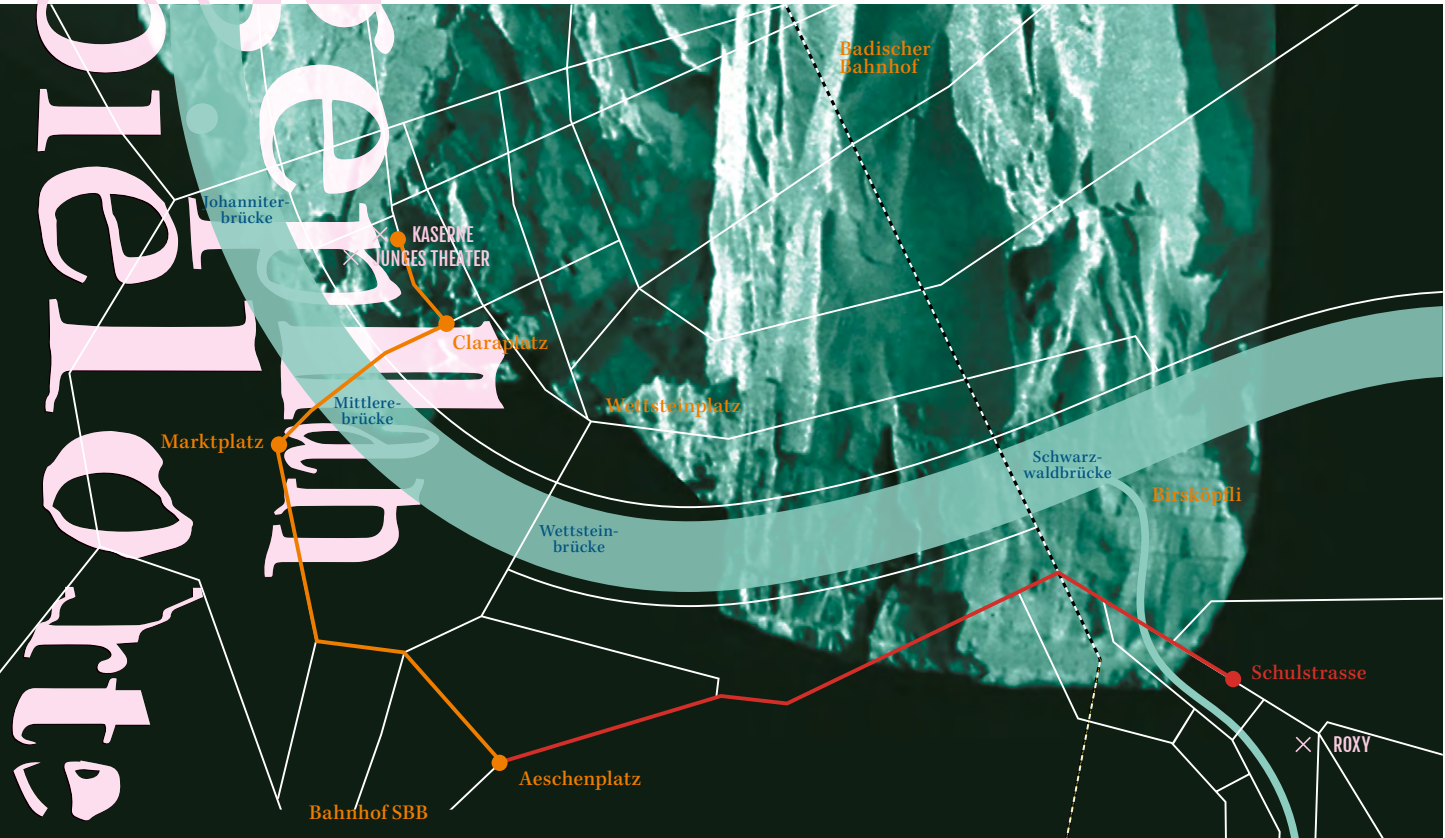 pielorte
Badischer
Bahnhof
Johanniter-
brücke
KASERNE
JUNGES THEATER
Claraplatz
Mittlere-
brücke
Wettsteinplatz
Marktplatz
Schwarz-
waldbrücke
Birsköpfli
Wettstein-
brücke
Schulstrasse
ROXY
Aeschenplatz
Bahnhof SBB